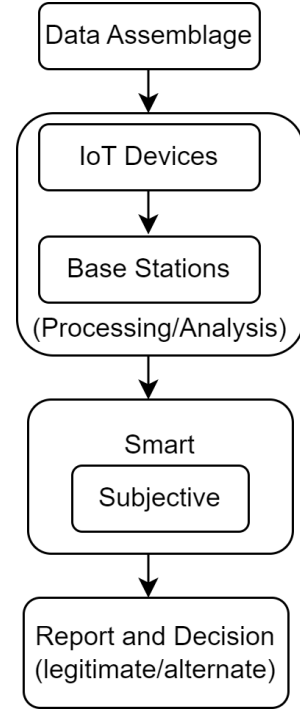 Data Assemblage
IoT Devices
Base Stations
(Processing/Analysis)
Smart
Subjective
Report and Decision
(legitimate/alternate)